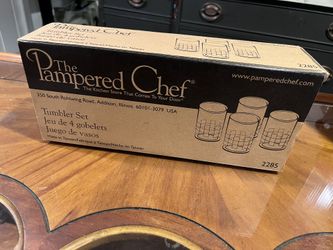 The
Pampered Chef®
The Kitchen Store That Comes To Your Door
www.pamperedchef.com
350 South Rohlwing Road, Addison, Illinois 60101-3079 USA
Tumbler Set
Jeu de 4 gobelets
Juego de vasos
2285